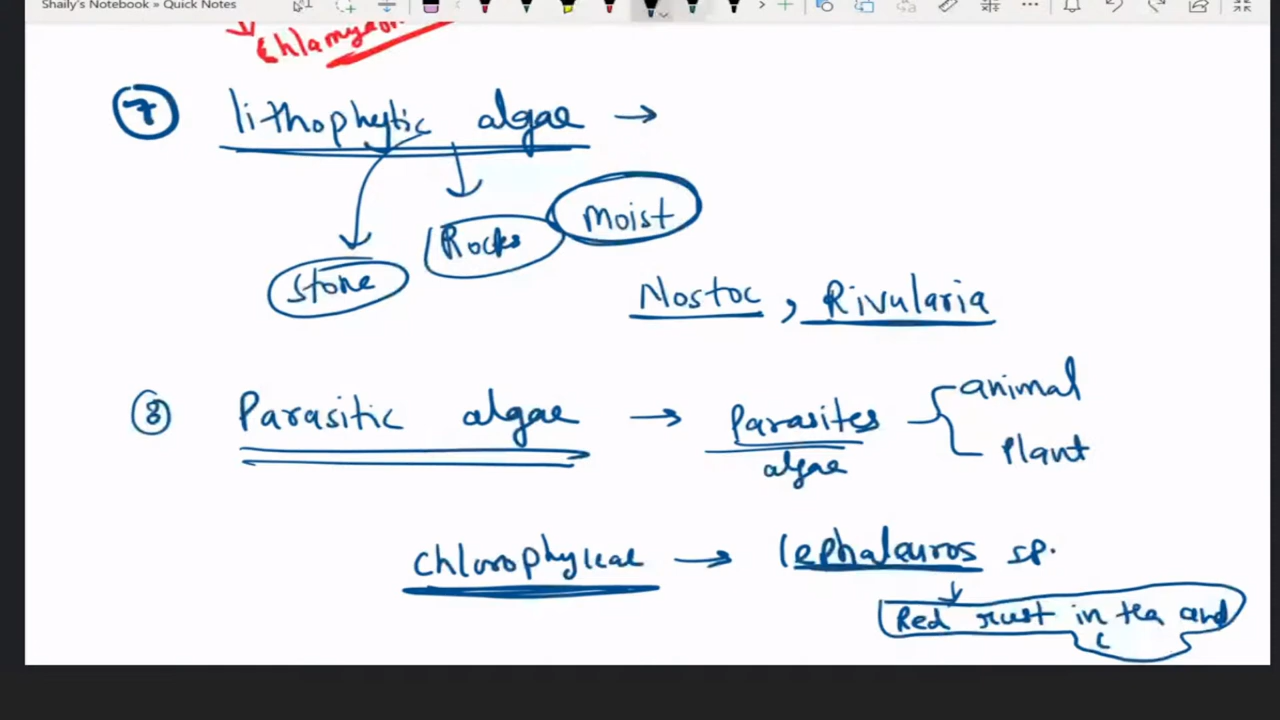 Shaily's Notebook » Quick Notes
Chlamydom
7 lithophytic algae →
Moist
Rocks
Stone
Nostoc, Rivularia
8 Parasitic algae → Parasites
algae
animal
Plant
Chlorophyceae → Cephaleuros sp.
Red rust in tea and